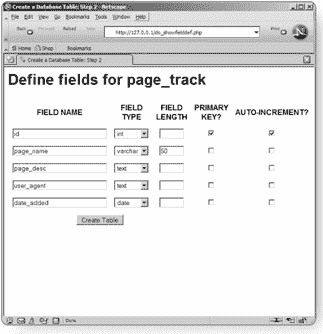 Create a Database Table: Step 2 - Netscape
File Edit View Go Bookmarks Tools Window Help
Back Forward Reload Stop http://127.0.0.1/do_showfielddef.php Print
Home Shop Bookmarks
Create a Database Table: Step 2
Define fields for page_track
FIELD NAME FIELD TYPE FIELD LENGTH PRIMARY KEY? AUTO-INCREMENT?
id int
page_name varchar 50
page_desc text
user_agent text
date_added date
Create Table
Done